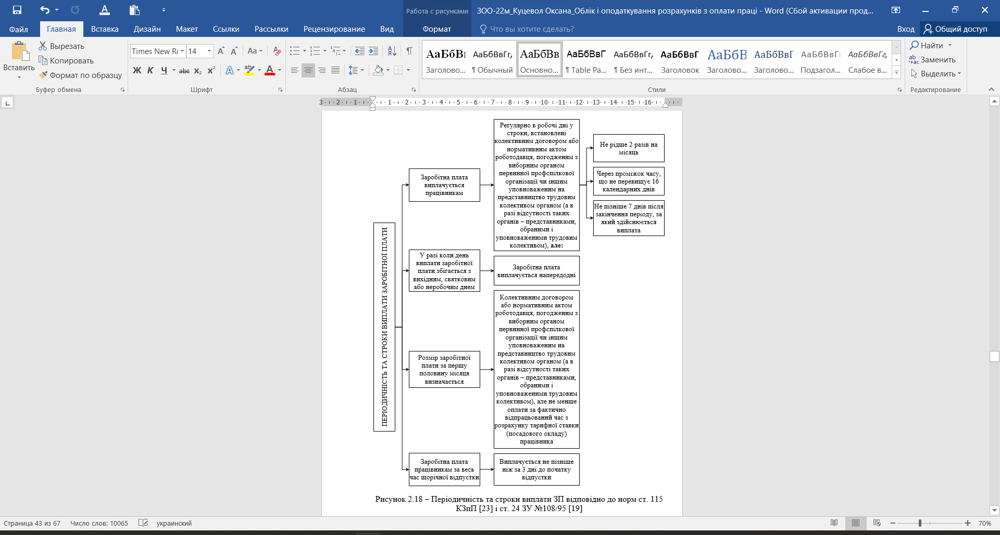 Работа с рисунками
ЗОО-22м_Куцевол Оксана_Облік і оподаткування розрахунків з оплати праці - Word (Сбой активации прод...
Файл
Главная
Вставка
Дизайн
Макет
Ссылки
Рассылки
Рецензирование
Вид
Формат
Что вы хотите сделать?
Вход
Общий доступ
Вставить
Вырезать
Копировать
Формат по образцу
Буфер обмена
Times New Rc
14
Aa
Ж К Ч abc x₂ x²
Шрифт
Абзац
АаБбВı
Заголово...
АаБбВвГг,
¶ Обычный
АаБбВв
Основно...
АаБбВвГ
¶ Table Pa...
АаБбВвГг,
¶ Без инт...
АаБбВвГ
Заголовок
АаБбВ
Заголово...
АаБбВвГ
Заголово...
АаБбВвГı
Подзагол...
АаБбВвГг,
Слабое в...
Стили
Найти
Заменить
Выделить
Редактирование
3 2 1 1 2 3 4 5 6 7 8 9 10 11 12 13 14 15 16
ПЕРІОДИЧНІСТЬ ТА СТРОКИ ВИПЛАТИ ЗАРОБІТНОЇ ПЛАТИ
Заробітна плата
виплачується
працівникам
Регулярно в робочі дні у
строки, встановлені
колективним договором або
нормативним актом
роботодавця, погодженим з
виборним органом
первинної профспілкової
організації чи іншим
уповноваженим на
представництво трудовим
колективом органом (а в
разі відсутності таких
органів – представниками,
обраними і
уповноваженими трудовим
колективом), але:
Не рідше 2 разів на
місяць
Через проміжок часу,
що не перевищує 16
календарних днів
Не пізніше 7 днів після
закінчення періоду, за
який здійснюється
виплата
У разі коли день
виплати заробітної
плати збігається з
вихідним, святковим
або неробочим днем
Заробітна плата
виплачується напередодні
Розмір заробітної
плати за першу
половину місяця
визначається
Колективним договором
або нормативним актом
роботодавця, погодженим з
виборним органом
первинної профспілкової
організації чи іншим
уповноваженим на
представництво трудовим
колективом органом (а в
разі відсутності таких
органів – представниками,
обраними і
уповноваженими трудовим
колективом), але не менше
оплати за фактично
відпрацьований час з
розрахунку тарифної ставки
(посадового окладу)
працівника
Заробітна плата
працівникам за весь
час щорічної відпустки
Виплачується не пізніше
ніж за 3 дні до початку
відпустки
Рисунок 2.18 – Періодичність та строки виплати ЗП відповідно до норм ст. 115
КЗпП [23] і ст. 24 ЗУ №108/95 [19]
Страница 43 из 67
Число слов: 10065
украинский
70%